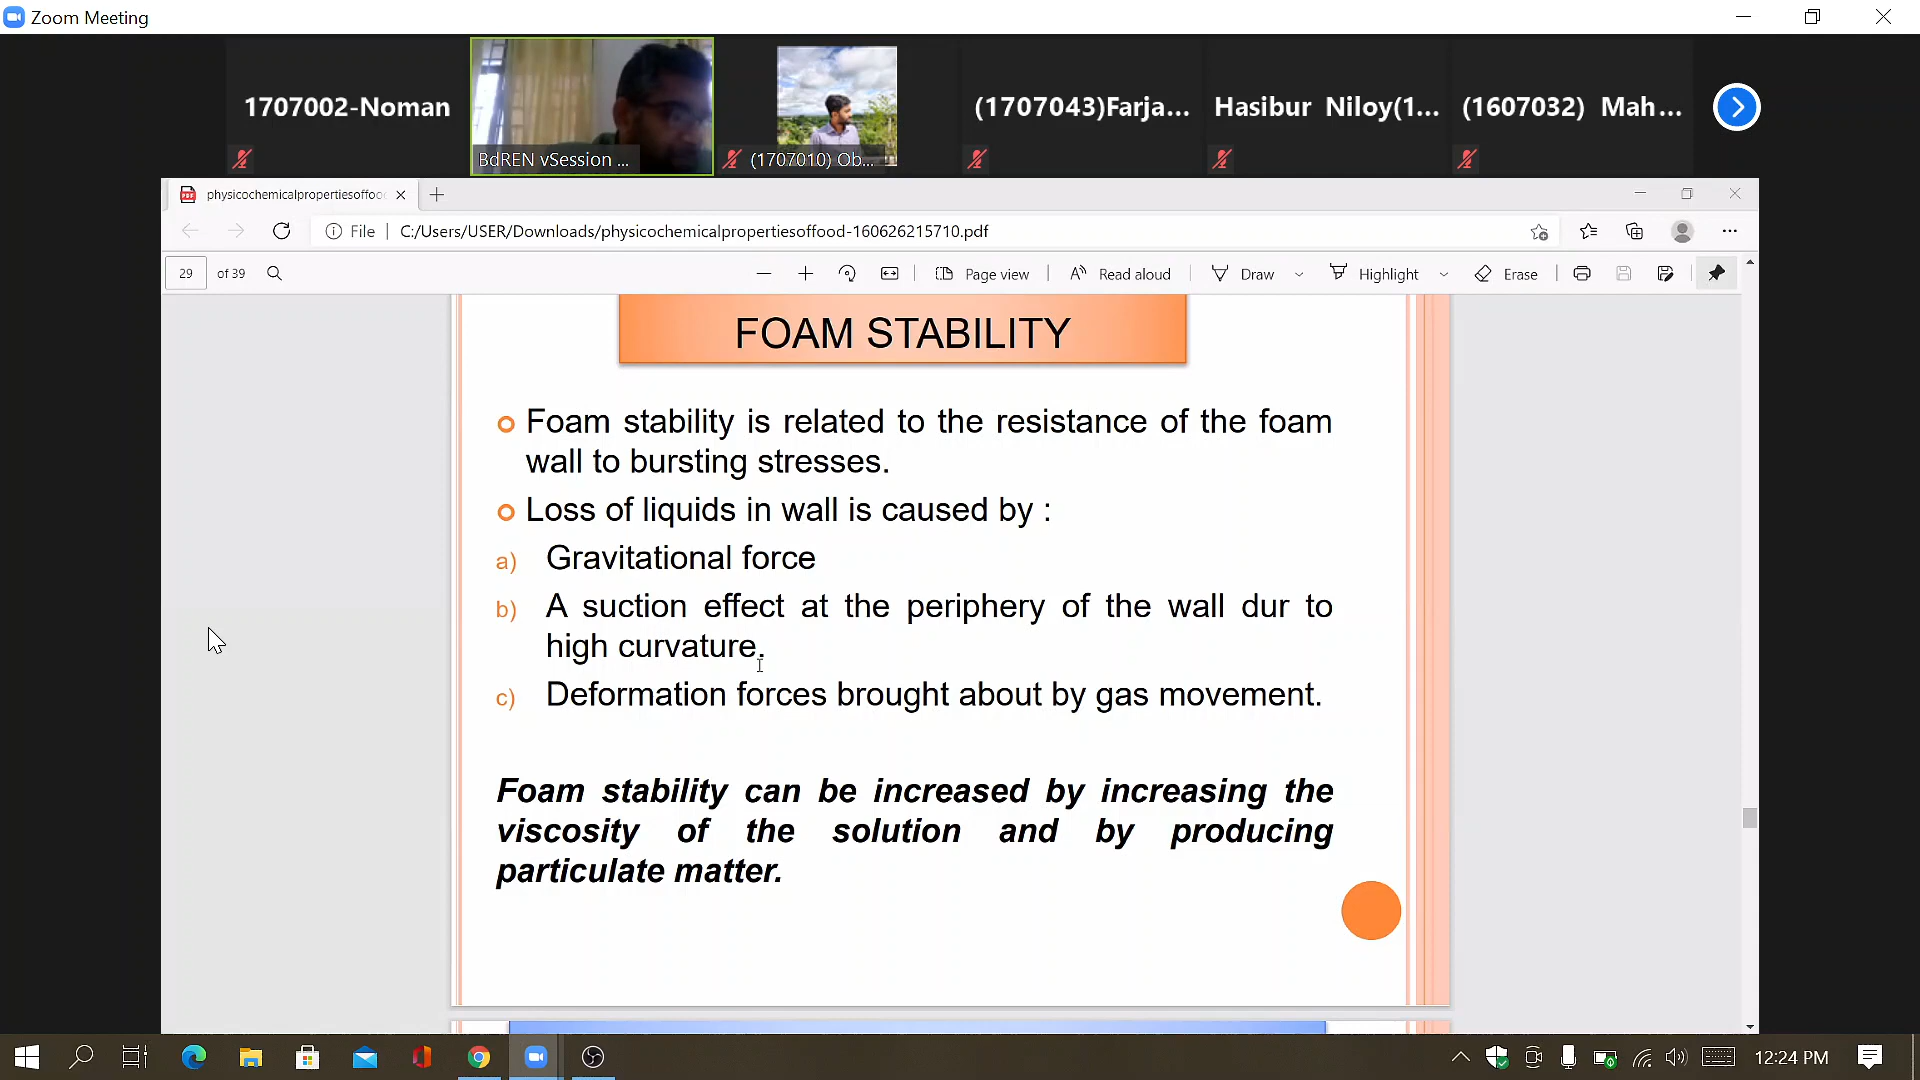 Zoom Meeting
1707002-Noman
BdREN vSession ...
(1707010) Ob...
(1707043)Farja...
Hasibur Niloy(1...
(1607032) Mah...
physicochemicalpropertiesoffood
File
C:/Users/USER/Downloads/physicochemicalpropertiesoffood-160626215710.pdf
29 of 39
Page view
Read aloud
Draw
Highlight
Erase
FOAM STABILITY
Foam stability is related to the resistance of the foam
wall to bursting stresses.
Loss of liquids in wall is caused by :
a) Gravitational force
b) A suction effect at the periphery of the wall dur to
high curvature.
c) Deformation forces brought about by gas movement.
Foam stability can be increased by increasing the
viscosity of the solution and by producing
particulate matter.
12:24 PM